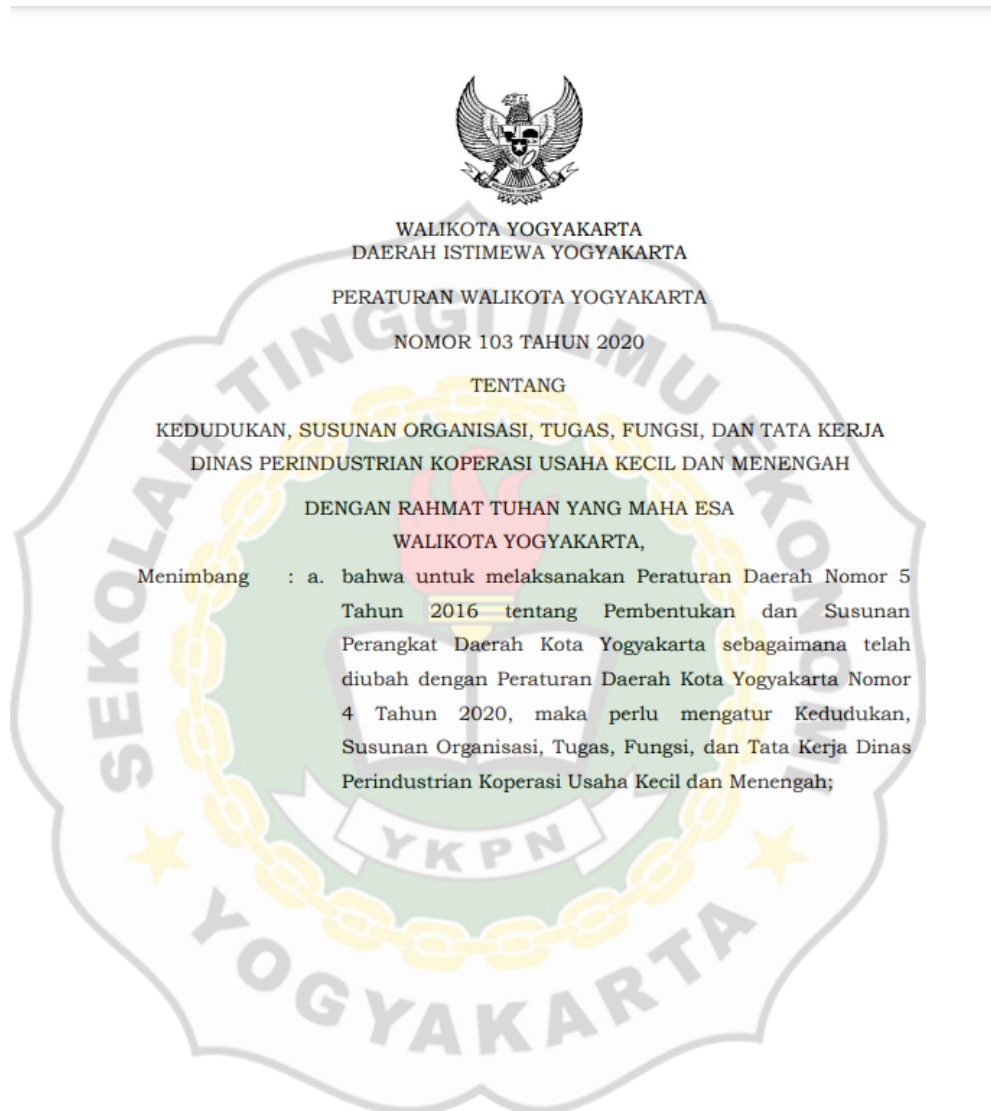 WALIKOTA YOGYAKARTA
DAERAH ISTIMEWA YOGYAKARTA
PERATURAN WALIKOTA YOGYAKARTA
NOMOR 103 TAHUN 2020
TENTANG
KEDUDUKAN, SUSUNAN ORGANISASI, TUGAS, FUNGSI, DAN TATA KERJA
DINAS PERINDUSTRIAN KOPERASI USAHA KECIL DAN MENENGAH
DENGAN RAHMAT TUHAN YANG MAHA ESA
WALIKOTA YOGYAKARTA,
Menimbang : a. bahwa untuk melaksanakan Peraturan Daerah Nomor 5
Tahun 2016 tentang Pembentukan dan Susunan
Perangkat Daerah Kota Yogyakarta sebagaimana telah
diubah dengan Peraturan Daerah Kota Yogyakarta Nomor
4 Tahun 2020, maka perlu mengatur Kedudukan,
Susunan Organisasi, Tugas, Fungsi, dan Tata Kerja Dinas
Perindustrian Koperasi Usaha Kecil dan Menengah;
SEKOLAH TINGGI ILMU EKONOMI
YKPN
YOGYAKARTA